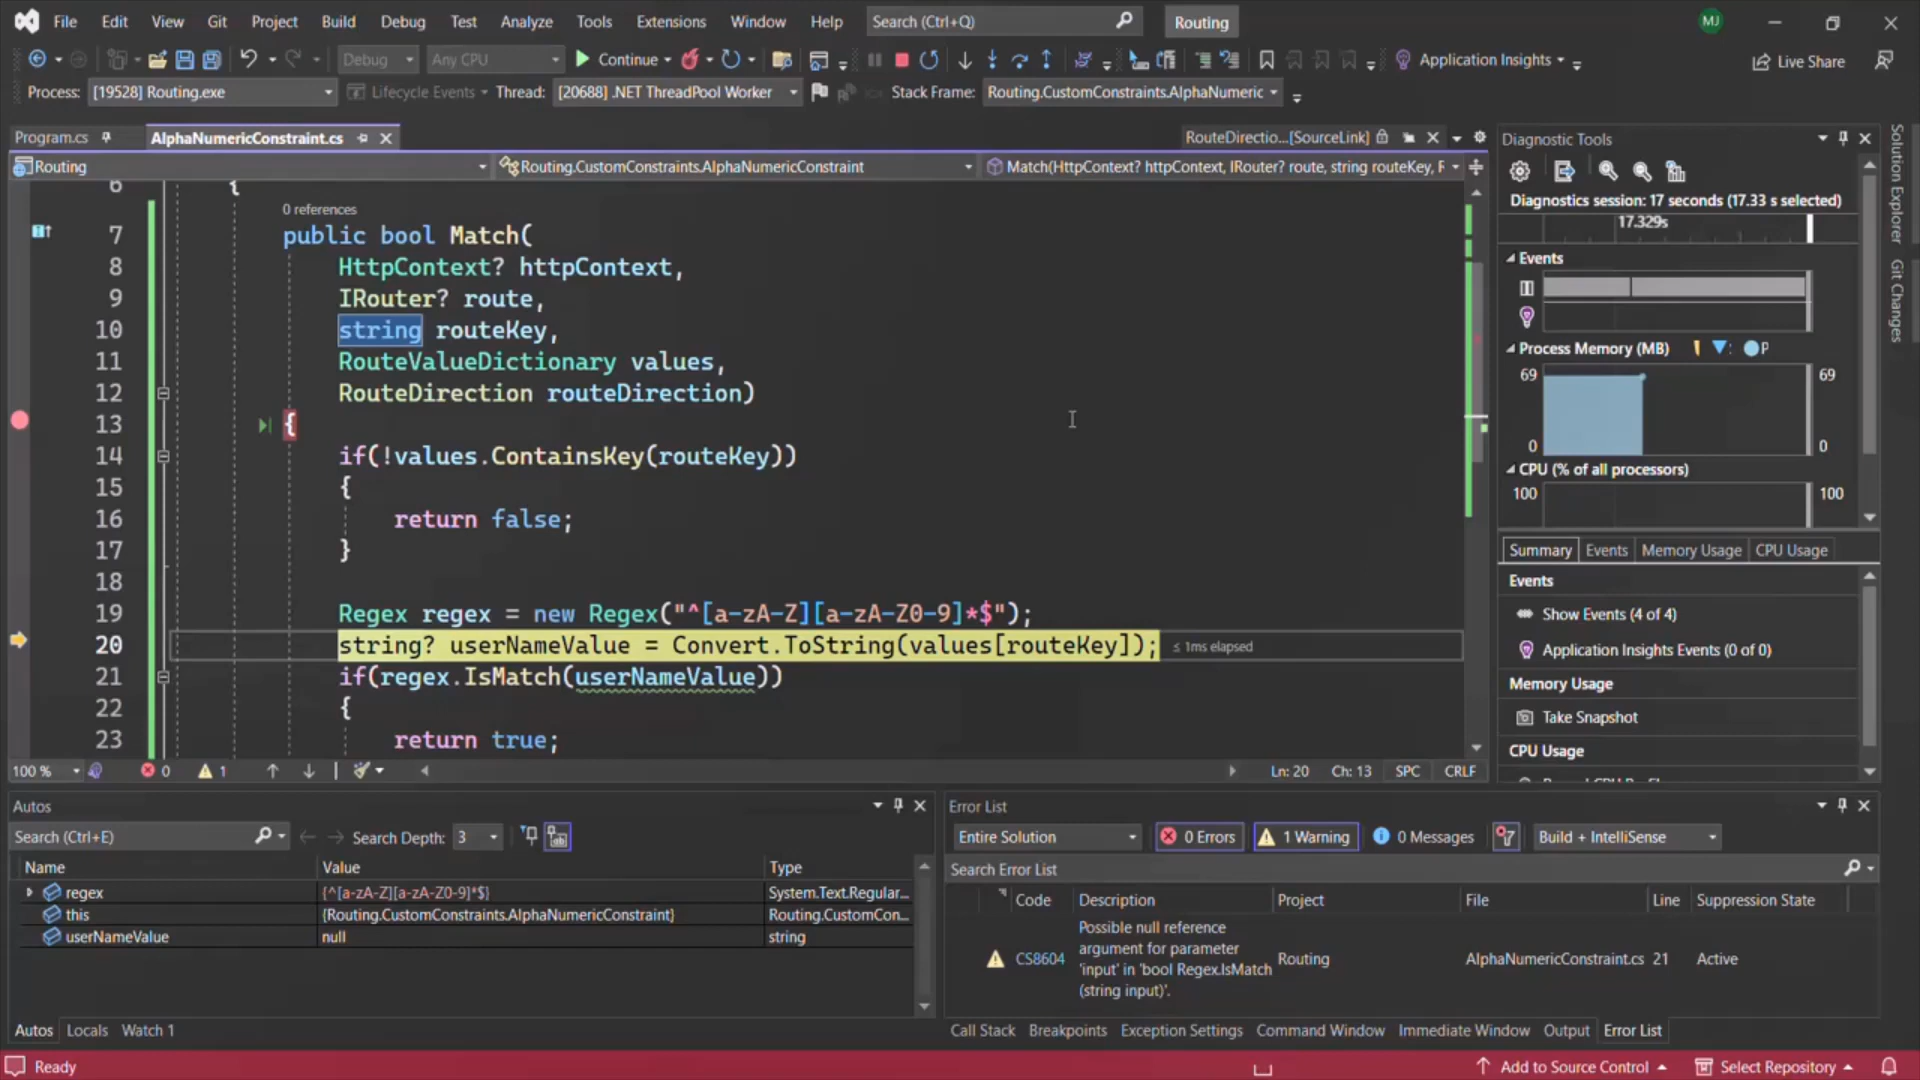 File Edit View Git Project Build Debug Test Analyze Tools Extensions Window Help Search (Ctrl+Q) Routing MJ
Debug Any CPU Continue Application Insights Live Share
Process: [19528] Routing.exe Lifecycle Events Thread: [20688] .NET ThreadPool Worker Stack Frame: Routing.CustomConstraints.AlphaNumeric
Program.cs AlphaNumericConstraint.cs RouteDirectio...[SourceLink]
Routing Routing.CustomConstraints.AlphaNumericConstraint Match(HttpContext? httpContext, IRouter? route, string routeKey, F
6 {
0 references
7 public bool Match(
8 HttpContext? httpContext,
9 IRouter? route,
10 string routeKey,
11 RouteValueDictionary values,
12 RouteDirection routeDirection)
13 {
14 if(!values.ContainsKey(routeKey))
15 {
16 return false;
17 }
18
19 Regex regex = new Regex("^[a-zA-Z][a-zA-Z0-9]*$");
20 string? userNameValue = Convert.ToString(values[routeKey]); ≤ 1ms elapsed
21 if(regex.IsMatch(userNameValue))
22 {
23 return true;
100 % 0 1 Ln: 20 Ch: 13 SPC CRLF
Diagnostic Tools
Diagnostics session: 17 seconds (17.33 s selected)
17.329s
Events
Process Memory (MB) P
69 69
0 0
CPU (% of all processors)
100 100
Summary Events Memory Usage CPU Usage
Events
Show Events (4 of 4)
Application Insights Events (0 of 0)
Memory Usage
Take Snapshot
CPU Usage
Solution Explorer
Git Changes
Autos
Search (Ctrl+E) Search Depth: 3
Name Value Type
regex {^[a-zA-Z][a-zA-Z0-9]*$} System.Text.Regular...
this {Routing.CustomConstraints.AlphaNumericConstraint} Routing.CustomCon...
userNameValue null string
Autos Locals Watch 1
Error List
Entire Solution 0 Errors 1 Warning 0 Messages Build + IntelliSense
Search Error List
Code Description Project File Line Suppression State
CS8604 Possible null reference argument for parameter 'input' in 'bool Regex.IsMatch (string input)'. Routing AlphaNumericConstraint.cs 21 Active
Call Stack Breakpoints Exception Settings Command Window Immediate Window Output Error List
Ready Add to Source Control Select Repository